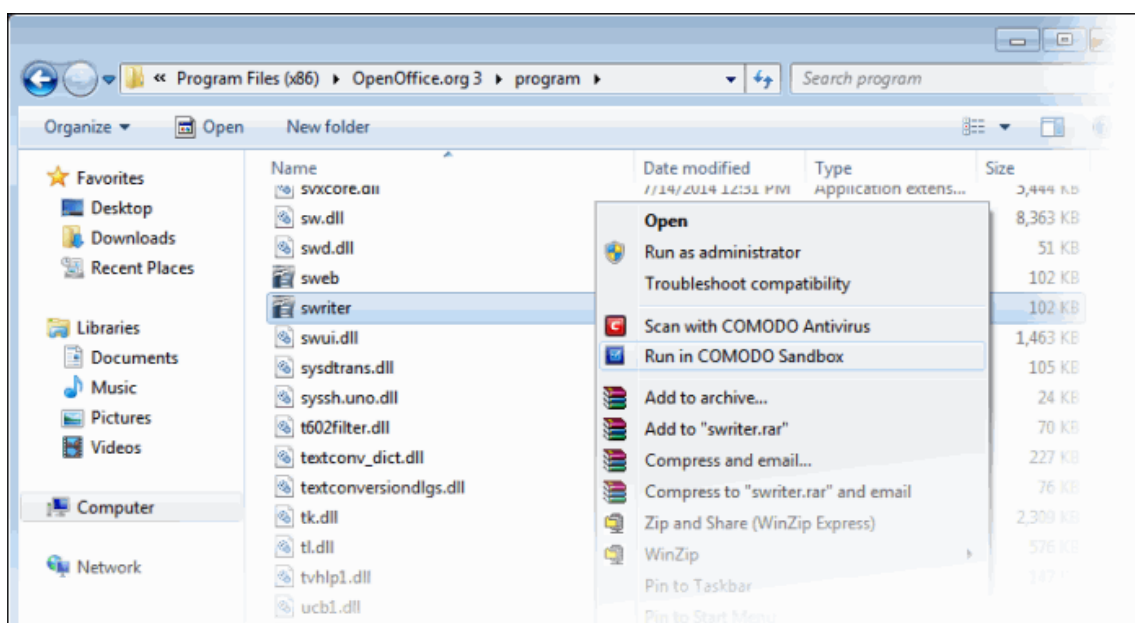 « Program Files (x86) ▸ OpenOffice.org 3 ▸ program ▸ Search program
Organize Open New folder
Favorites
Desktop
Downloads
Recent Places
Libraries
Documents
Music
Pictures
Videos
Computer
Network
Name Date modified Type Size
svxcore.dll 7/14/2014 12:51 PM Application extens... 5,444 KB
sw.dll 8,363 KB
swd.dll 51 KB
sweb 102 KB
swriter 102 KB
swui.dll 1,463 KB
sysdtrans.dll 105 KB
syssh.uno.dll 24 KB
t602filter.dll 70 KB
textconv_dict.dll 227 KB
textconversiondlgs.dll 76 KB
tk.dll 2,309 KB
tl.dll 576 KB
tvhlp1.dll
ucb1.dll
Open
Run as administrator
Troubleshoot compatibility
Scan with COMODO Antivirus
Run in COMODO Sandbox
Add to archive...
Add to "swriter.rar"
Compress and email...
Compress to "swriter.rar" and email
Zip and Share (WinZip Express)
WinZip
Pin to Taskbar
Pin to Start Menu